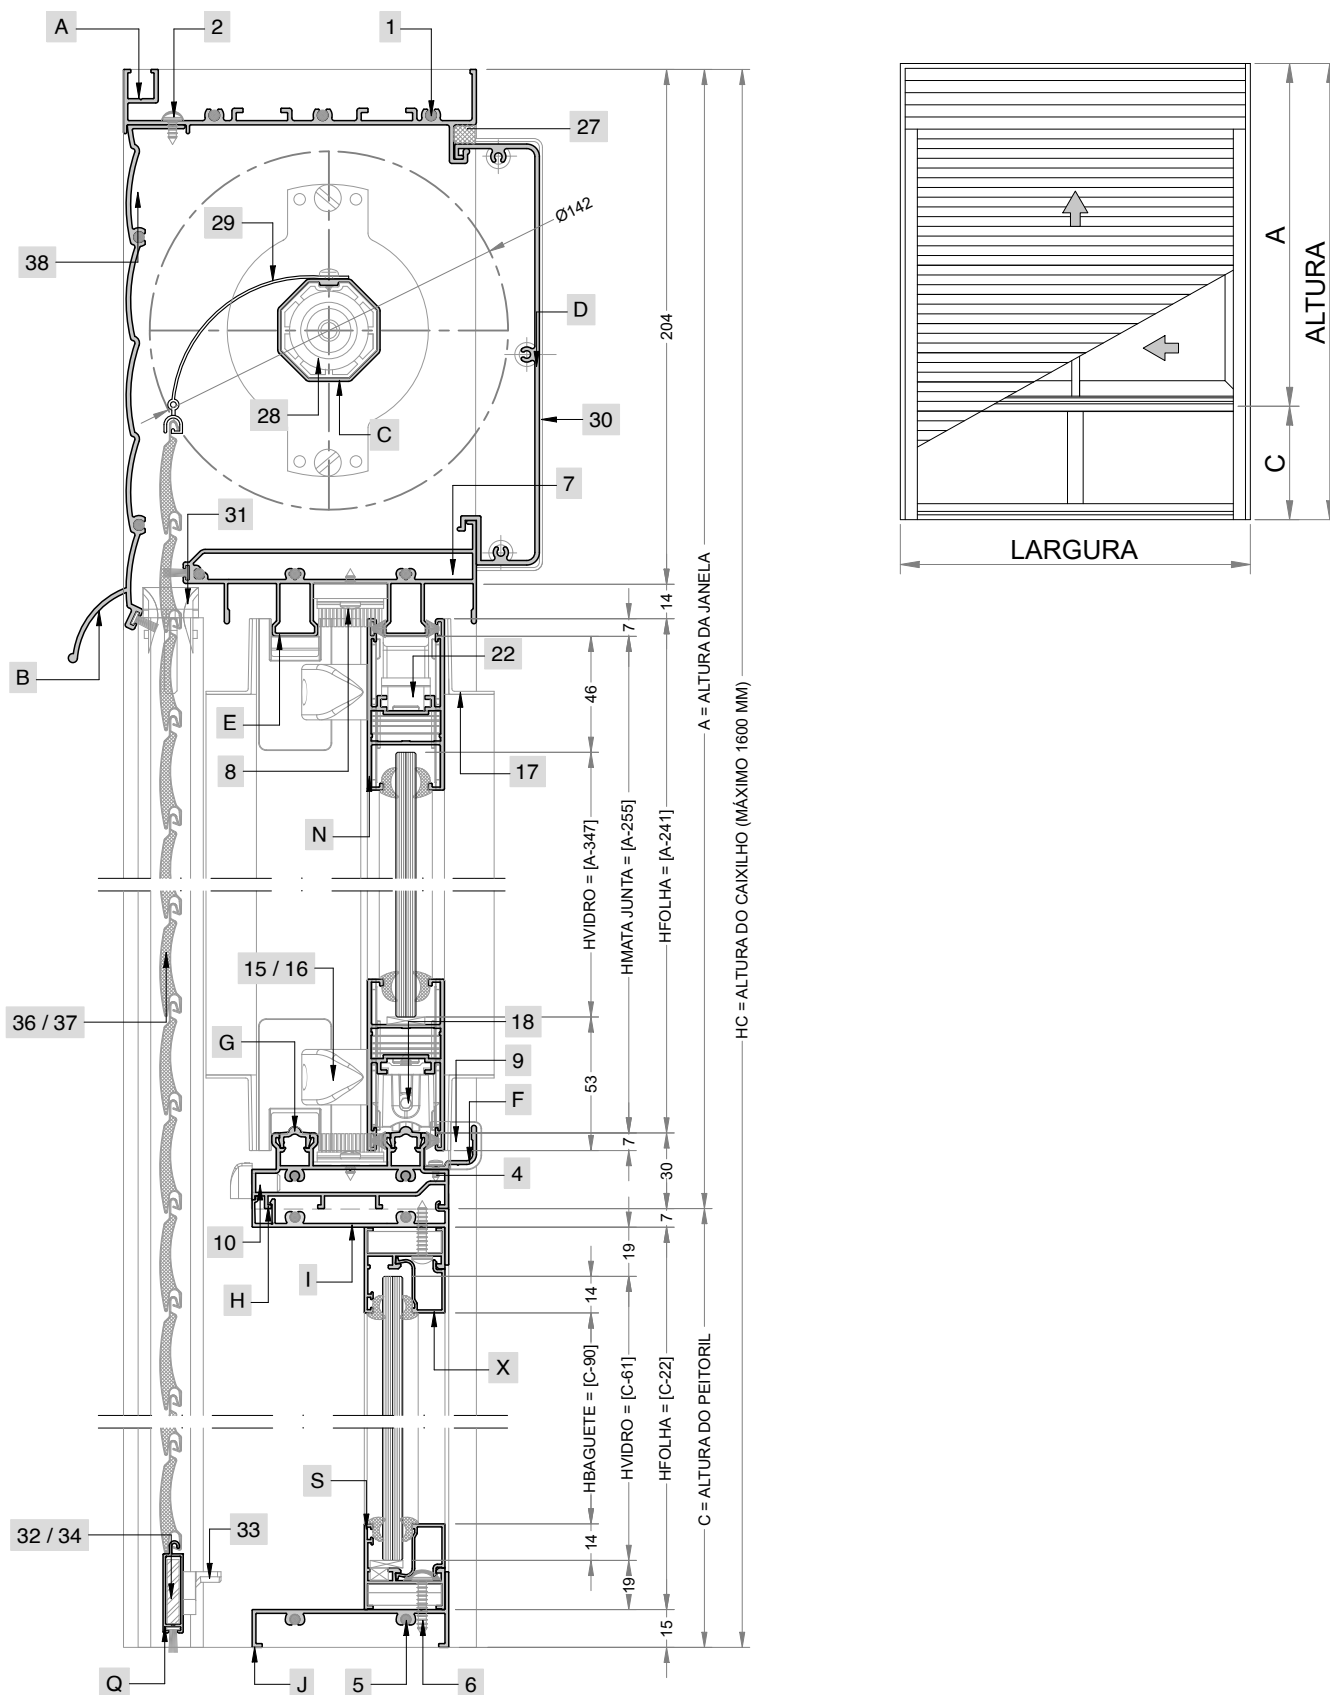 A
2
1
27
Ø142
29
38
D
28
C
30
7
31
204
14
7
B
22
E
8
17
46
N
HVIDRO = [A-347]
HMATA JUNTA = [A-255]
HFOLHA = [A-241]
A = ALTURA DA JANELA
HC = ALTURA DO CAIXILHO (MÁXIMO 1600 MM)
15 / 16
36 / 37
G
18
9
F
53
7
30
4
7
10
H
I
19
14
X
HBAGUETE = [C-90]
HVIDRO = [C-61]
HFOLHA = [C-22]
C = ALTURA DO PEITORIL
S
32 / 34
33
14
19
15
Q
J
5
6
A
C
ALTURA
LARGURA